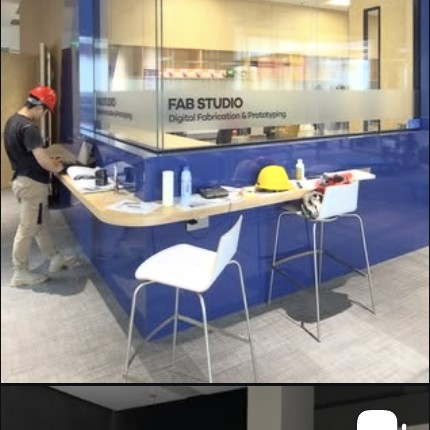 FAB STUDIO
Digital Fabrication & Prototyping